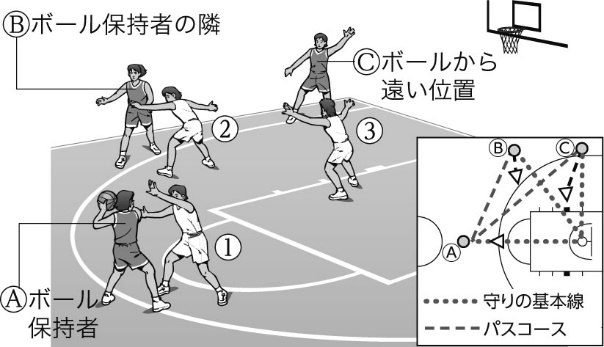 Ⓑボール保持者の隣
Ⓒボールから
遠い位置
②
③
①
Ⓐボール
保持者
Ⓑ
Ⓒ
Ⓐ
守りの基本線
パスコース